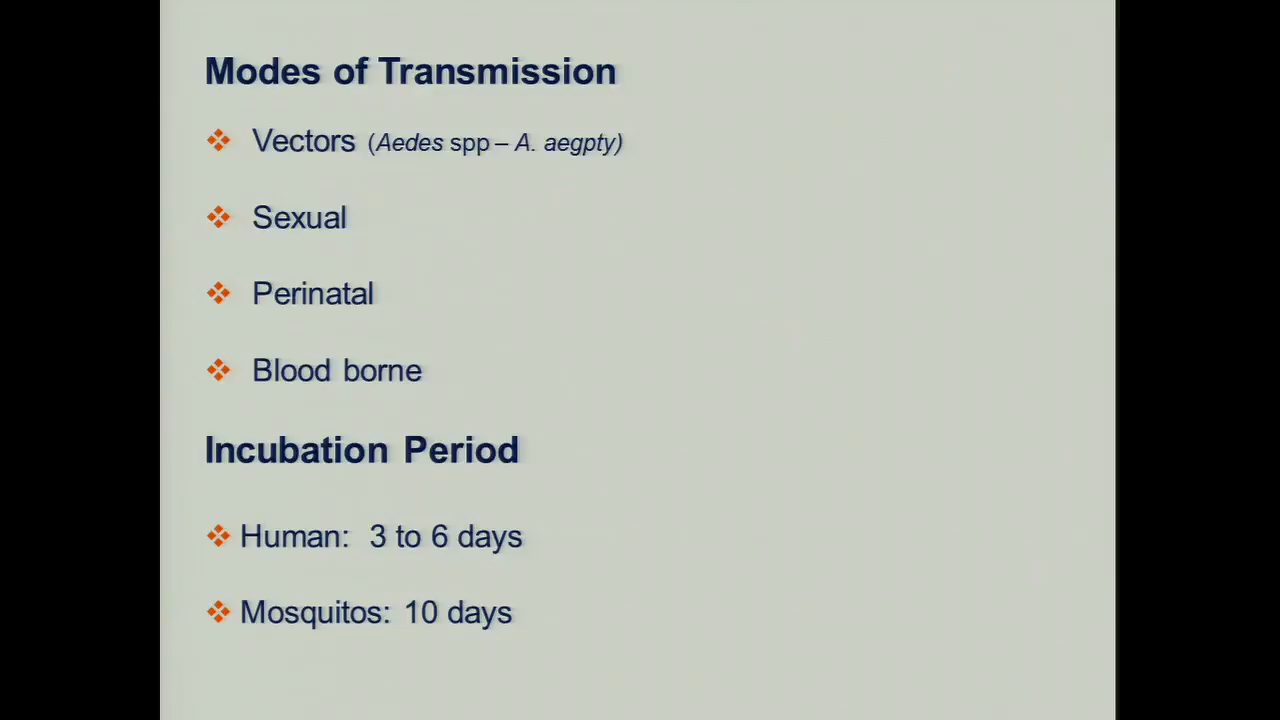 Modes of Transmission
Vectors (Aedes spp – A. aegpty)
Sexual
Perinatal
Blood borne
Incubation Period
Human: 3 to 6 days
Mosquitos: 10 days